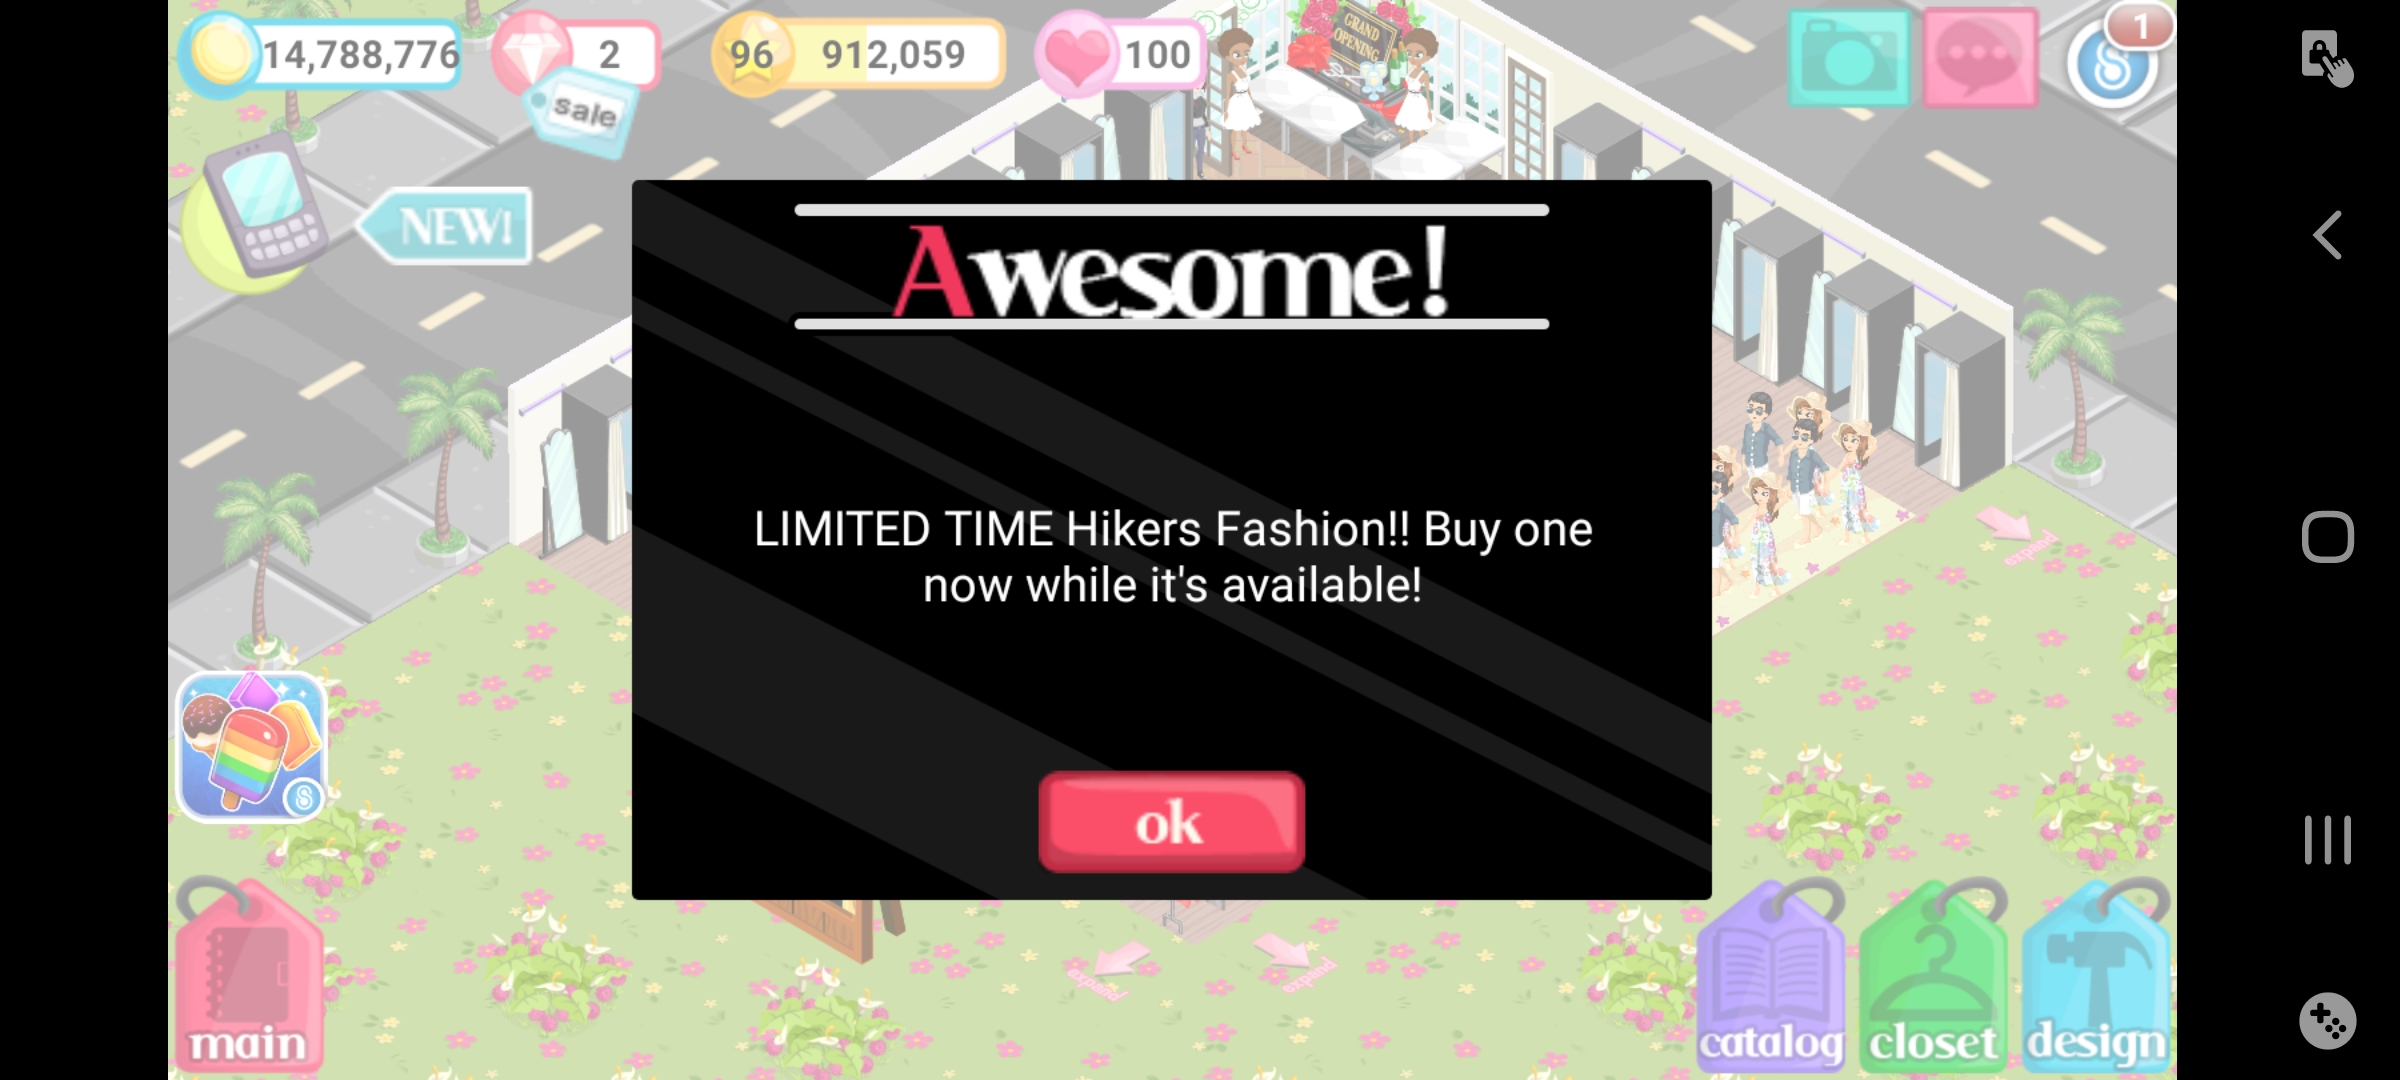 14,788,776
2
96 912,059
100
1
sale
GRAND
OPENING
NEW!
Awesome!
LIMITED TIME Hikers Fashion!! Buy one
now while it's available!
ok
expand
expand
expand
main
catalog
closet
design